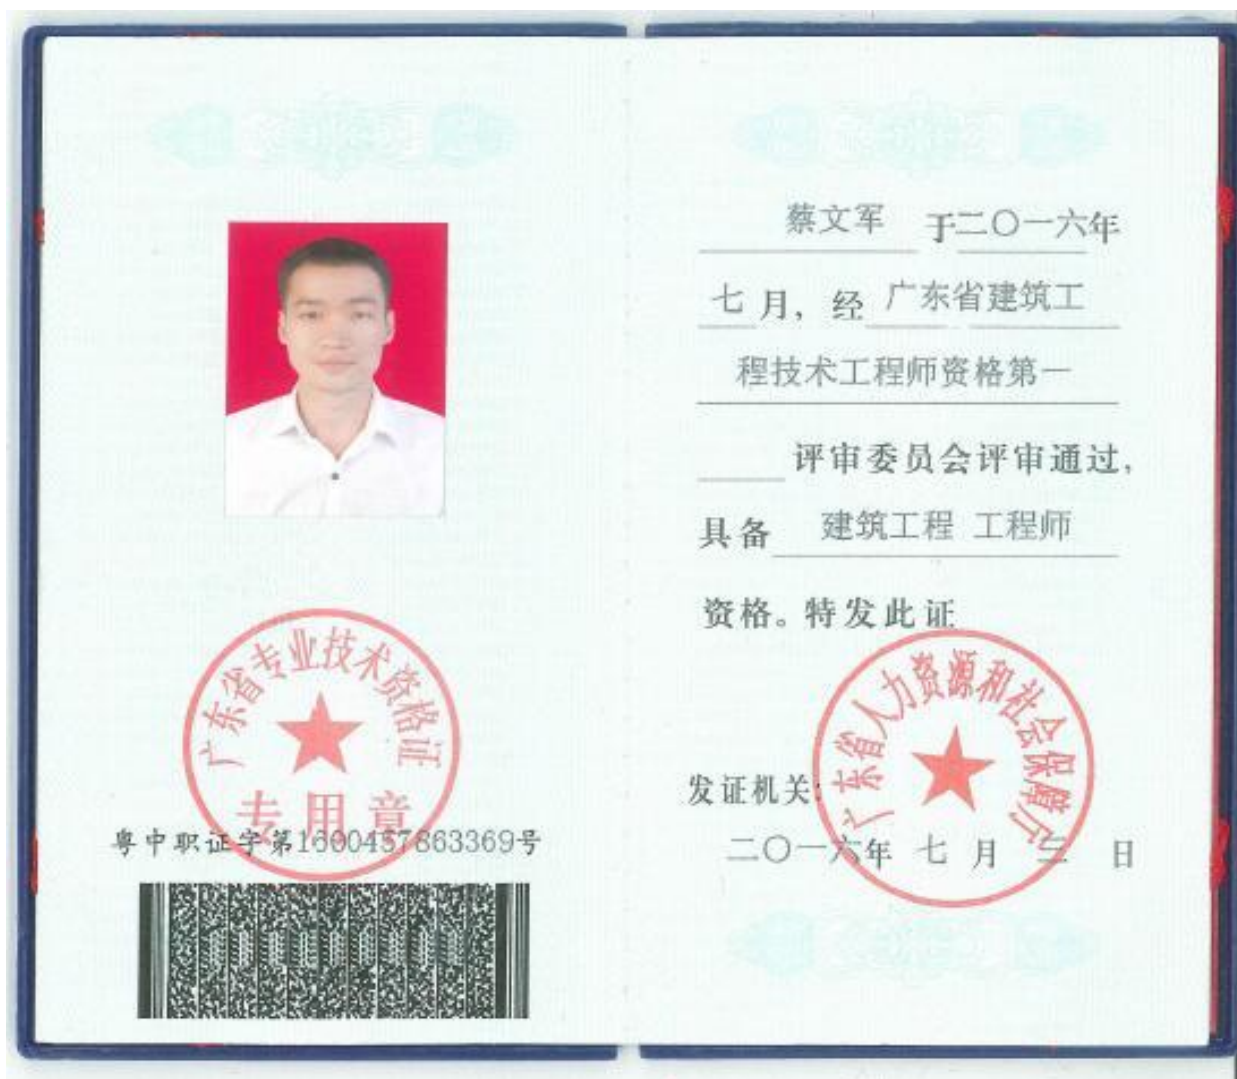 广东省专业技术资格证
专用章
粤中职证字第1600457863369号
蔡文军 于二〇一六年
七月，经广东省建筑工
程技术工程师资格第一
评审委员会评审通过，
具备 建筑工程 工程师
资格。特发此证
广东省人力资源和社会保障厅
发证机关:
二〇一六年 七 月 三 日